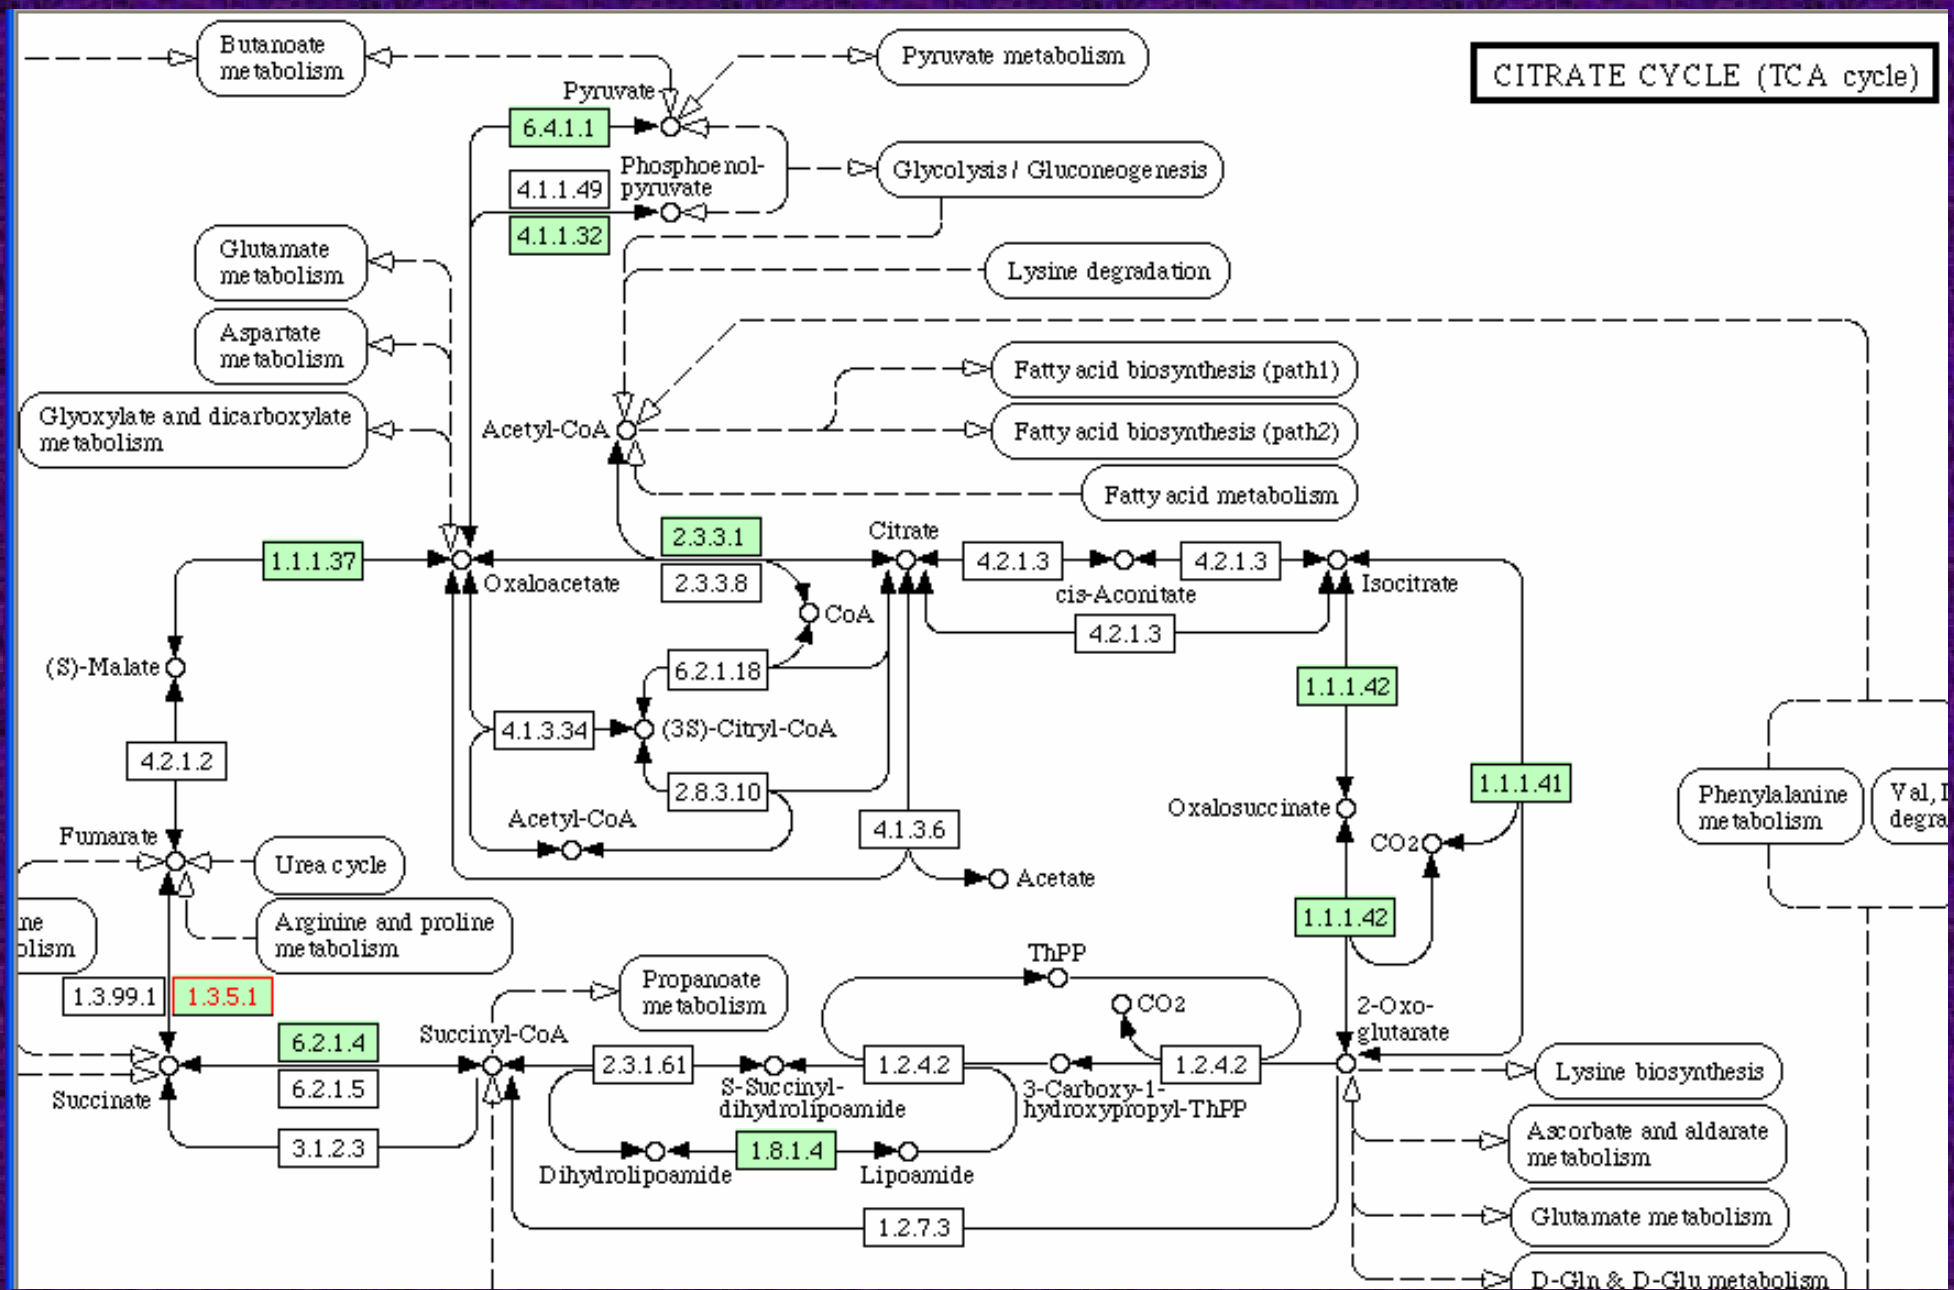 Butanoate
metabolism
Pyruvate metabolism
CITRATE CYCLE (TCA cycle)
Pyruvate
6.4.1.1
Phosphoenol-
pyruvate
4.1.1.49
4.1.1.32
Glycolysis / Gluconeogenesis
Glutamate
metabolism
Lysine degradation
Aspartate
metabolism
Fatty acid biosynthesis (path1)
Glyoxylate and dicarboxylate
metabolism
Acetyl-CoA
Fatty acid biosynthesis (path2)
Fatty acid metabolism
1.1.1.37
Oxaloacetate
2.3.3.1
2.3.3.8
Citrate
4.2.1.3
cis-Aconitate
4.2.1.3
Isocitrate
CoA
4.2.1.3
(S)-Malate
6.2.1.18
1.1.1.42
4.1.3.34
(3S)-Citryl-CoA
4.2.1.2
2.8.3.10
1.1.1.41
Oxalosuccinate
Phenylalanine
metabolism
Val,
degra
Acetyl-CoA
4.1.3.6
CO2
Fumarate
Urea cycle
Acetate
ne
olism
Arginine and proline
metabolism
1.1.1.42
ThPP
1.3.99.1
1.3.5.1
Propanoate
metabolism
CO2
2-Oxo-
glutarate
6.2.1.4
Succinyl-CoA
6.2.1.5
2.3.1.61
1.2.4.2
1.2.4.2
Lysine biosynthesis
Succinate
S-Succinyl-
dihydrolipoamide
3-Carboxy-1-
hydroxypropyl-ThPP
3.1.2.3
1.8.1.4
Dihydrolipoamide
Lipoamide
Ascorbate and aldarate
metabolism
1.2.7.3
Glutamate metabolism
D-Gln & D-Glu metabolism